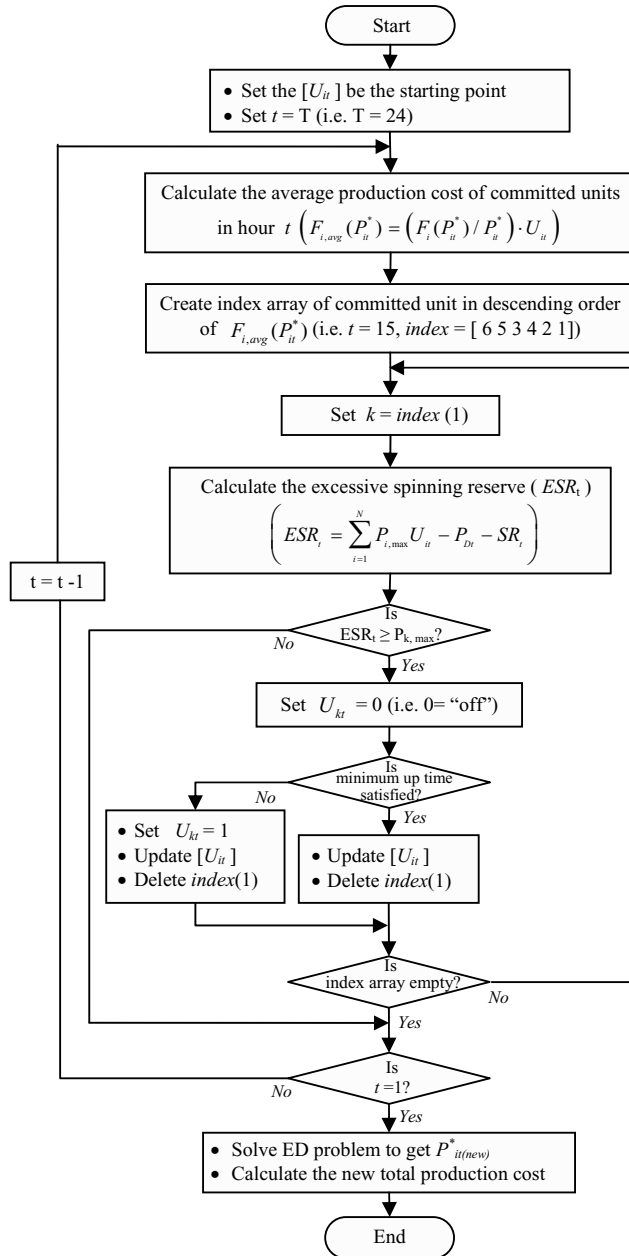 Start
• Set the [U_it] be the starting point
• Set t = T (i.e. T = 24)
Calculate the average production cost of committed units
in hour t (F_i,avg(P*_it) = (F_i(P*_it) / P*_it) · U_it)
Create index array of committed unit in descending order
of F_i,avg(P*_it) (i.e. t = 15, index = [ 6 5 3 4 2 1])
Set k = index (1)
Calculate the excessive spinning reserve ( ESR_t )
(ESR_t = ∑_{i=1}^{N} P_i,max U_it − P_Dt − SR_t)
t = t -1
Is
ESR_t ≥ P_k, max?
No
Yes
Set U_kt = 0 (i.e. 0= “off”)
Is
minimum up time
satisfied?
No
Yes
• Set U_kt = 1
• Update [U_it ]
• Delete index(1)
• Update [U_it ]
• Delete index(1)
Is
index array empty?
No
Yes
Is
t =1?
No
Yes
• Solve ED problem to get P*_it(new)
• Calculate the new total production cost
End